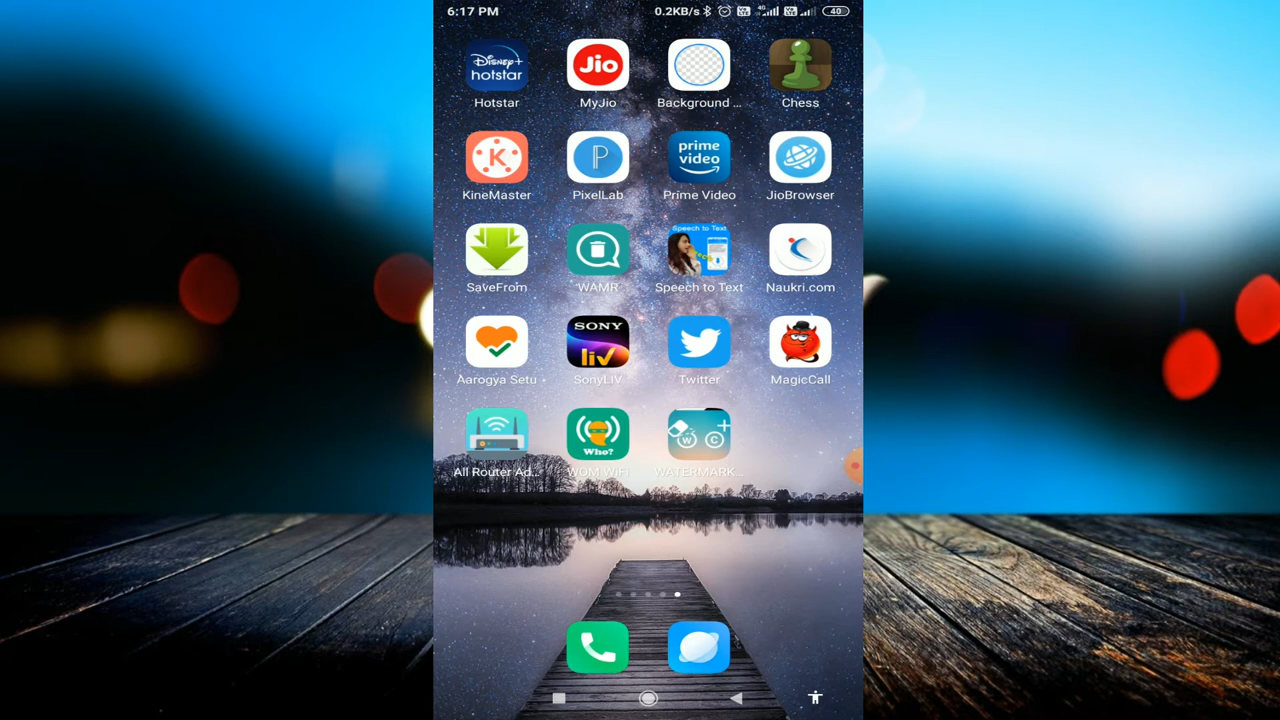 6:17 PM 0.2KB/s 4G 40
Disney+ hotstar Jio
Hotstar MyJio Background ... Chess
K P prime video
KineMaster PixelLab Prime Video JioBrowser
Speech to Text
SaveFrom WAMR Speech to Text Naukri.com
SONY liv
Aarogya Setu SonyLIV Twitter MagicCall
Who? W C
All Router Ad... WOM WiFi WATERMARK...